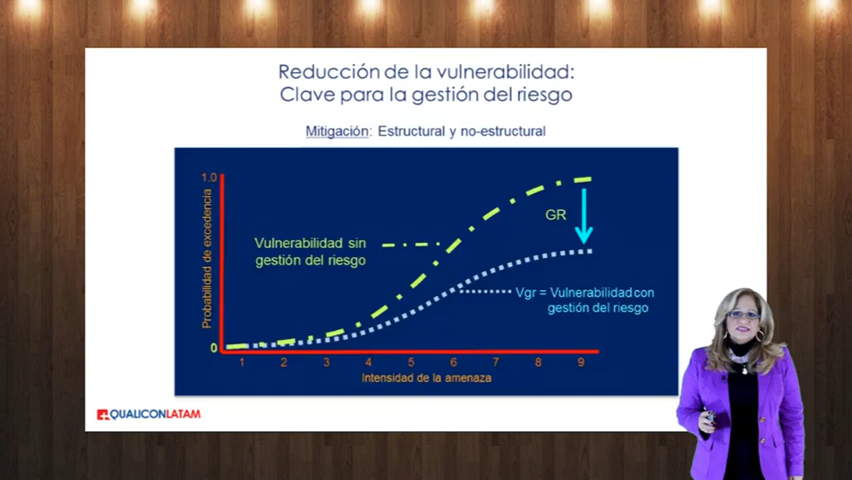 Reducción de la vulnerabilidad:
Clave para la gestión del riesgo
Mitigación: Estructural y no-estructural
1.0
Probabilidad de excedencia
0
Vulnerabilidad sin
gestión del riesgo
GR
Vgr = Vulnerabilidad con
gestión del riesgo
1 2 3 4 5 6 7 8 9
Intensidad de la amenaza
QUALICONLATAM